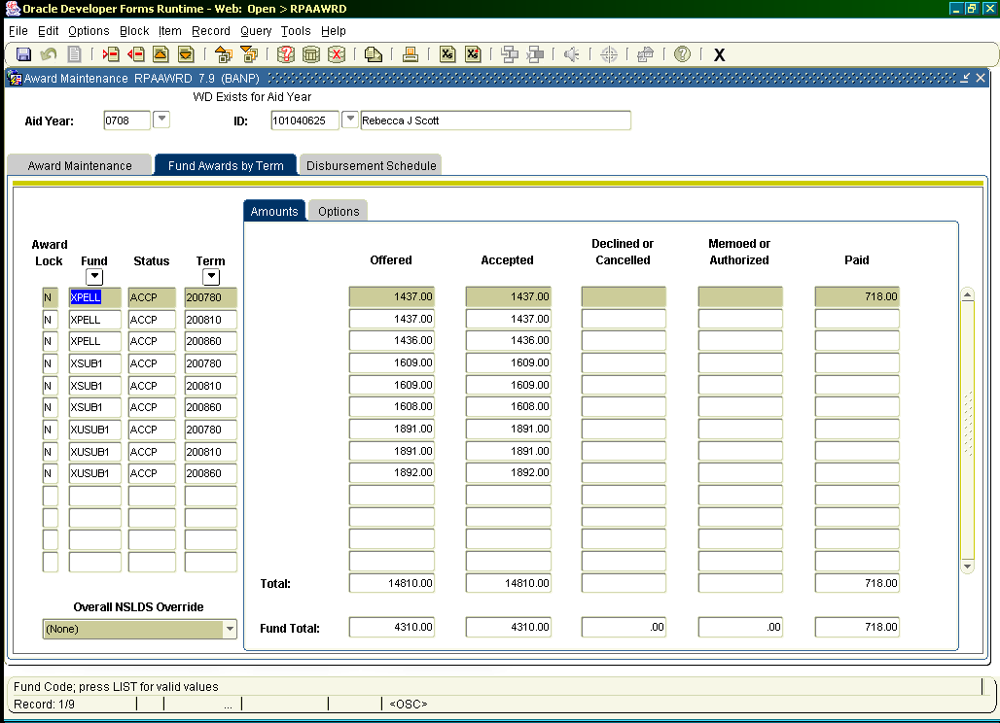 Oracle Developer Forms Runtime - Web: Open > RPAAWRD
File Edit Options Block Item Record Query Tools Help
X
Award Maintenance RPAAWRD 7.9 (BANP)
WD Exists for Aid Year
Aid Year: 0708 ID: 101040625 Rebecca J Scott
Award Maintenance Fund Awards by Term Disbursement Schedule
Amounts Options
Award Lock Fund Status Term Offered Accepted Declined or Cancelled Memoed or Authorized Paid
N XPELL ACCP 200780 1437.00 1437.00 718.00
N XPELL ACCP 200810 1437.00 1437.00
N XPELL ACCP 200860 1436.00 1436.00
N XSUB1 ACCP 200780 1609.00 1609.00
N XSUB1 ACCP 200810 1609.00 1609.00
N XSUB1 ACCP 200860 1608.00 1608.00
N XUSUB1 ACCP 200780 1891.00 1891.00
N XUSUB1 ACCP 200810 1891.00 1891.00
N XUSUB1 ACCP 200860 1892.00 1892.00
Total: 14810.00 14810.00 718.00
Overall NSLDS Override
(None)
Fund Total: 4310.00 4310.00 .00 .00 718.00
Fund Code; press LIST for valid values
Record: 1/9 ... <OSC>